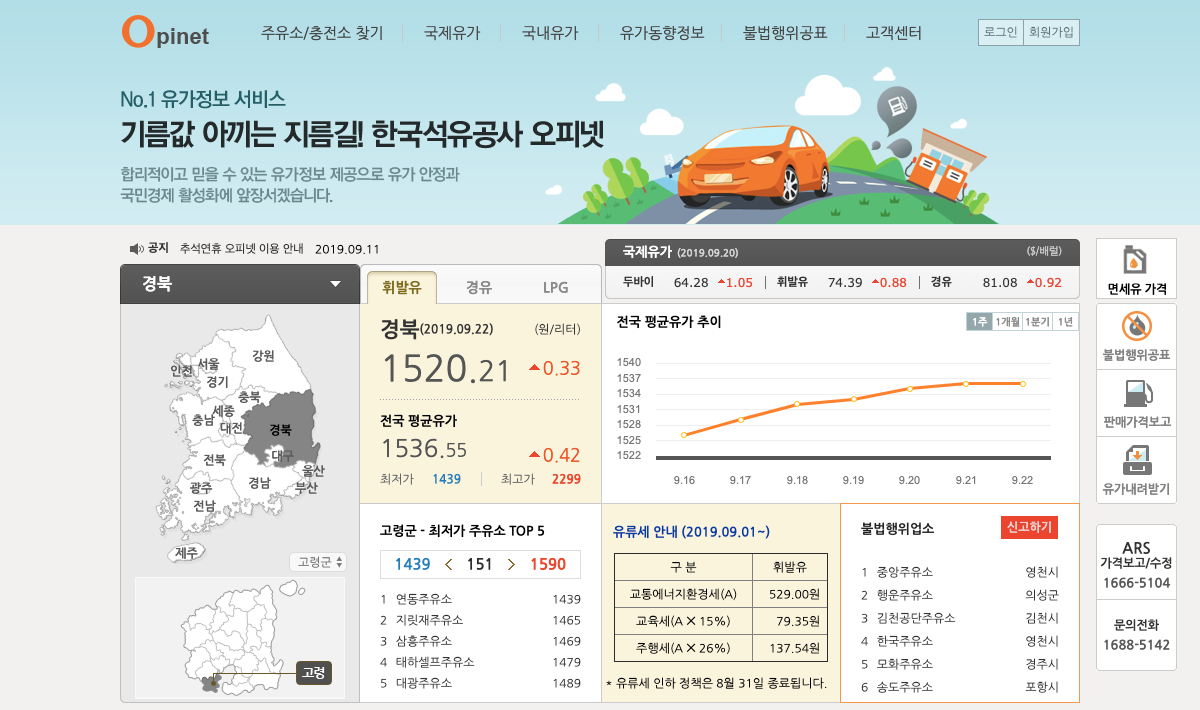 Opinet
주유소/충전소 찾기 국제유가 국내유가 유가동향정보 불법행위공표 고객센터
로그인 회원가입
No.1 유가정보 서비스
기름값 아끼는 지름길! 한국석유공사 오피넷
합리적이고 믿을 수 있는 유가정보 제공으로 유가 안정과
국민경제 활성화에 앞장서겠습니다.
공지 추석연휴 오피넷 이용 안내 2019.09.11
경북
강원
서울
인천
경기
충북
세종
충남
대전
경북
대구
전북
울산
경남
부산
광주
전남
제주
고령군
고령
휘발유 경유 LPG
경북(2019.09.22) (원/리터)
1520.21 0.33
전국 평균유가
1536.55 0.42
최저가 1439 최고가 2299
국제유가 (2019.09.20) ($/배럴)
두바이 64.28 1.05 휘발유 74.39 0.88 경유 81.08 0.92
전국 평균유가 추이 1주 1개월 1분기 1년
1540
1537
1534
1531
1528
1525
1522
9.16 9.17 9.18 9.19 9.20 9.21 9.22
고령군 - 최저가 주유소 TOP 5
1439 < 151 > 1590
1 연동주유소 1439
2 지릿재주유소 1465
3 삼흥주유소 1469
4 태하셀프주유소 1479
5 대광주유소 1489
유류세 안내 (2019.09.01~)
구 분 휘발유
교통에너지환경세(A) 529.00원
교육세(A ✕ 15%) 79.35원
주행세(A ✕ 26%) 137.54원
* 유류세 인하 정책은 8월 31일 종료됩니다.
불법행위업소 신고하기
1 중앙주유소 영천시
2 행운주유소 의성군
3 김천공단주유소 김천시
4 한국주유소 영천시
5 모화주유소 경주시
6 송도주유소 포항시
면세유 가격
불법행위공표
판매가격보고
유가내려받기
ARS
가격보고/수정
1666-5104
문의전화
1688-5142